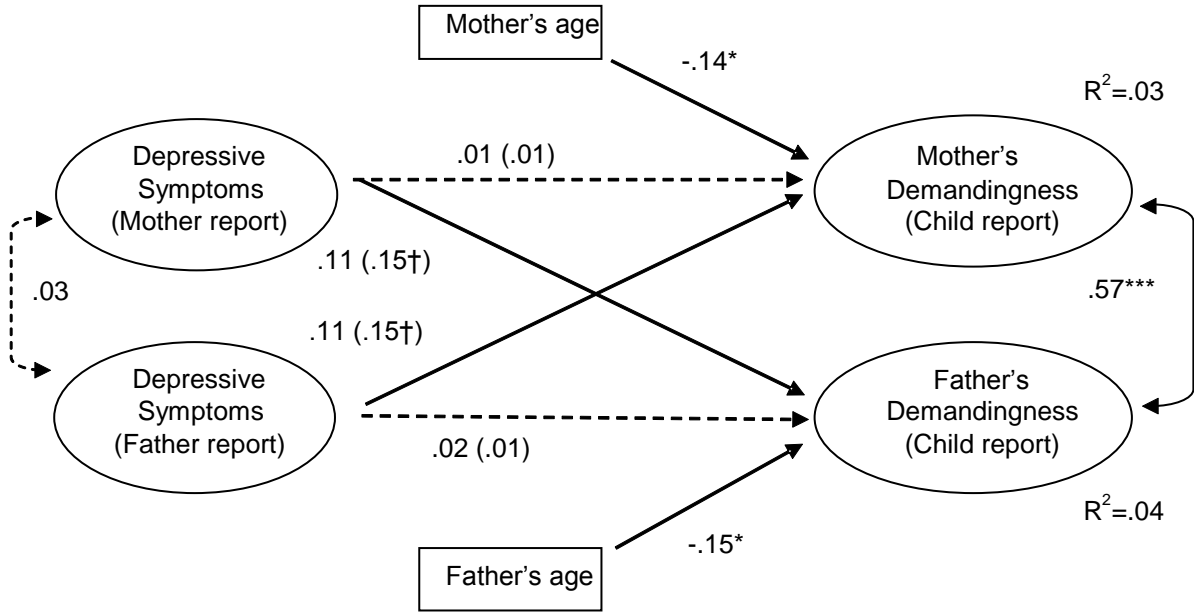 Mother’s age
-.14*
R²=.03
Depressive
Symptoms
(Mother report)
.01 (.01)
Mother’s
Demandingness
(Child report)
.11 (.15†)
.03
.57***
.11 (.15†)
Depressive
Symptoms
(Father report)
Father’s
Demandingness
(Child report)
.02 (.01)
R²=.04
-.15*
Father’s age